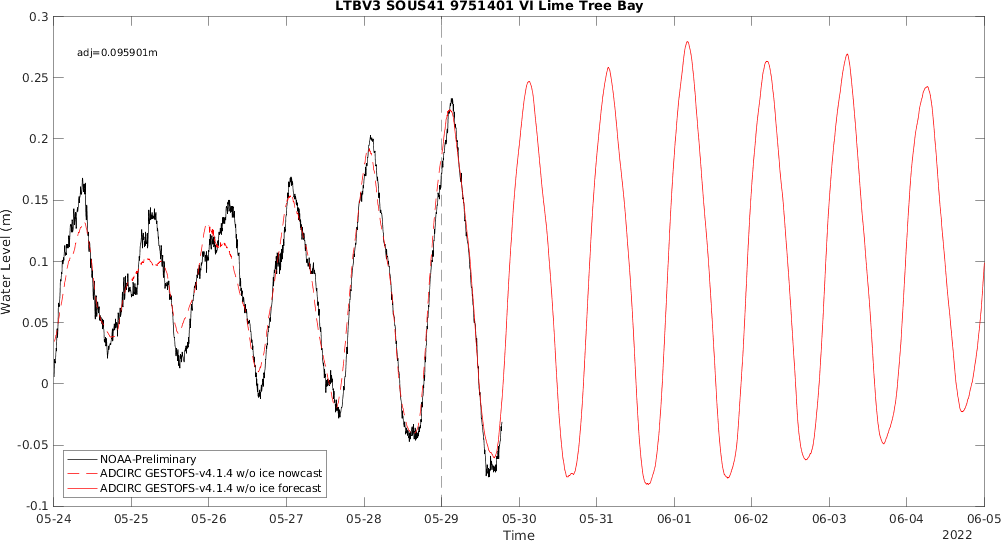 LTBV3 SOUS41 9751401 VI Lime Tree Bay
adj=0.095901m
0.3
0.25
0.2
0.15
0.1
0.05
0
-0.05
-0.1
Water Level (m)
NOAA-Preliminary
ADCIRC GESTOFS-v4.1.4 w/o ice nowcast
ADCIRC GESTOFS-v4.1.4 w/o ice forecast
05-24 05-25 05-26 05-27 05-28 05-29 05-30 05-31 06-01 06-02 06-03 06-04 06-05
Time
2022